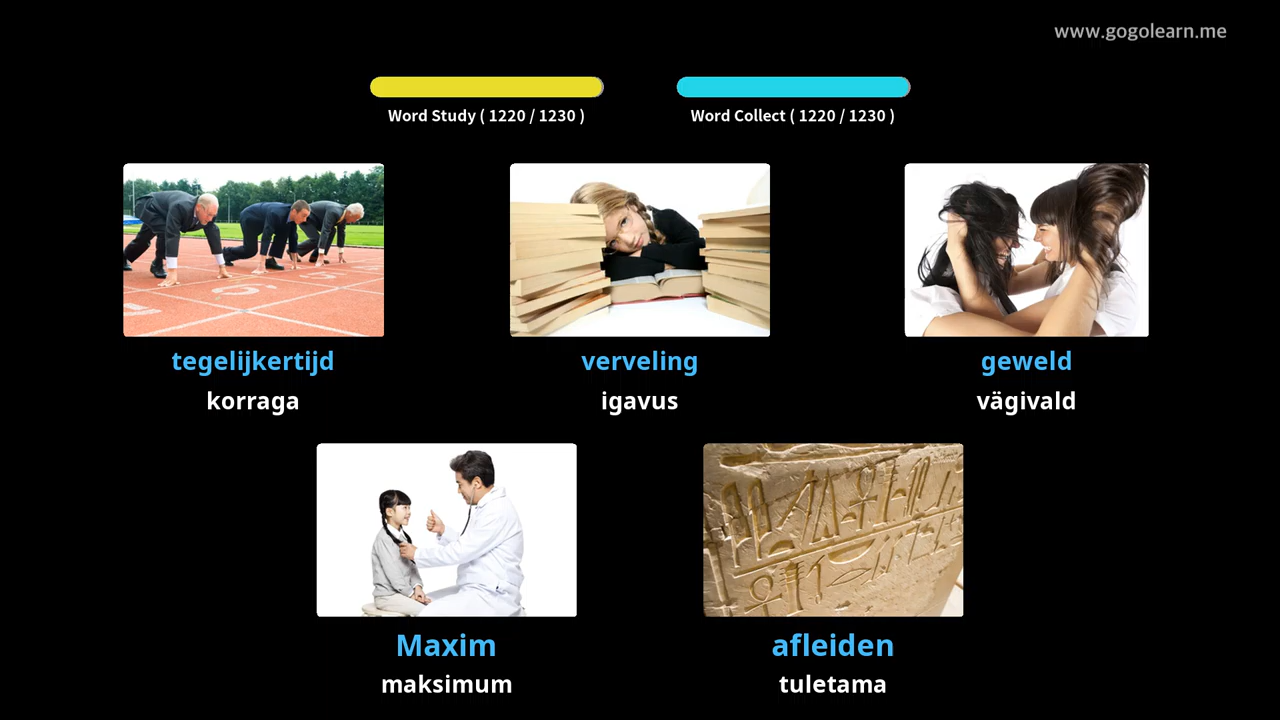 www.gogolearn.me
Word Study ( 1220 / 1230 )
Word Collect ( 1220 / 1230 )
tegelijkertijd
korraga
verveling
igavus
geweld
vägivald
Maxim
maksimum
afleiden
tuletama